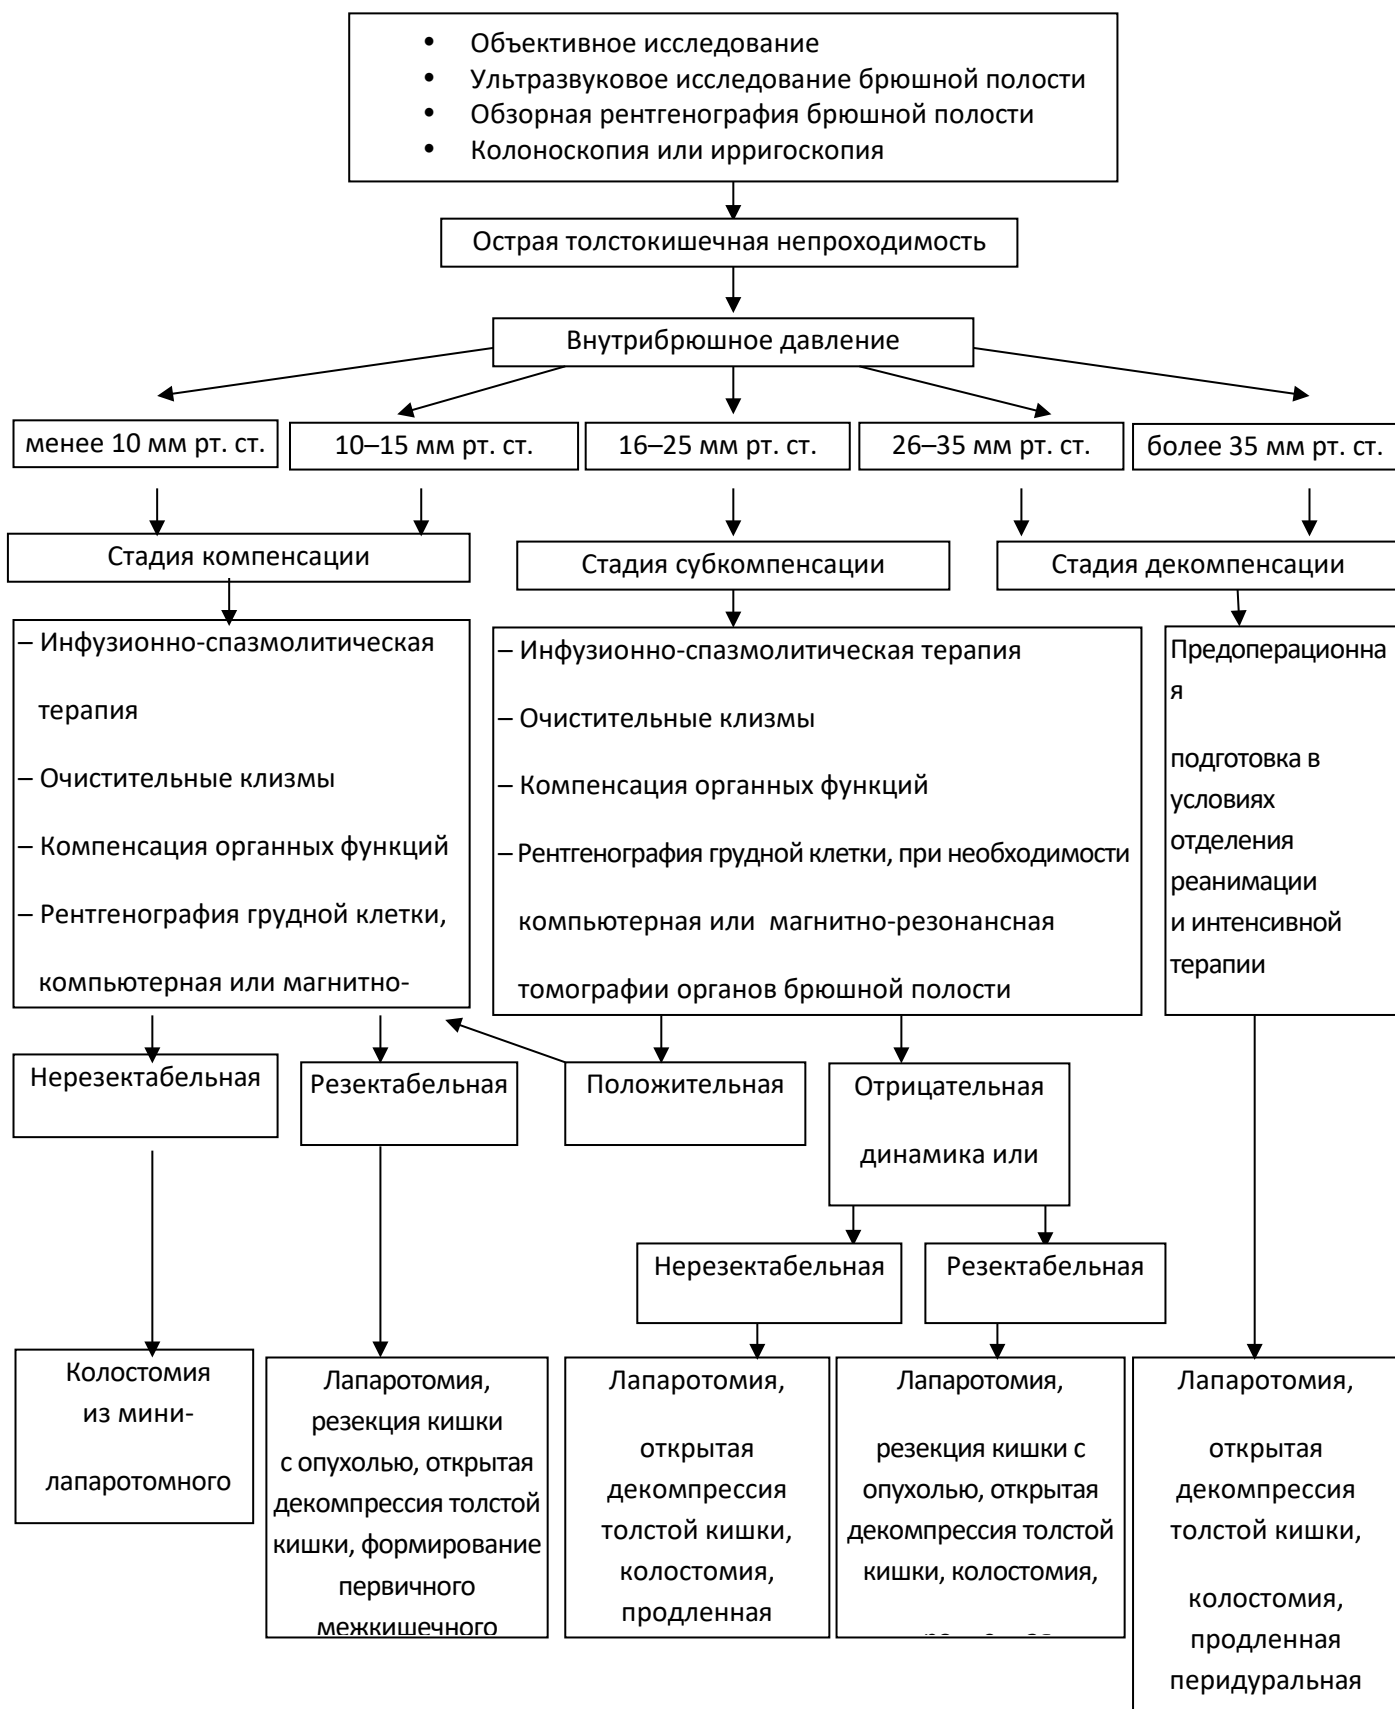 • Объективное исследование
• Ультразвуковое исследование брюшной полости
• Обзорная рентгенография брюшной полости
• Колоноскопия или ирригоскопия
Острая толстокишечная непроходимость
Внутрибрюшное давление
менее 10 мм рт. ст.
10–15 мм рт. ст.
16–25 мм рт. ст.
26–35 мм рт. ст.
более 35 мм рт. ст.
Стадия компенсации
Стадия субкомпенсации
Стадия декомпенсации
– Инфузионно-спазмолитическая
терапия
– Очистительные клизмы
– Компенсация органных функций
– Рентгенография грудной клетки,
компьютерная или магнитно-
– Инфузионно-спазмолитическая терапия
– Очистительные клизмы
– Компенсация органных функций
– Рентгенография грудной клетки, при необходимости
компьютерная или магнитно-резонансная
томографии органов брюшной полости
Предоперационна
я
подготовка в
условиях
отделения
реанимации
и интенсивной
терапии
Нерезектабельная
Резектабельная
Положительная
Отрицательная
динамика или
Нерезектабельная
Резектабельная
Колостомия
из мини-
лапаротомного
Лапаротомия,
резекция кишки
с опухолью, открытая
декомпрессия толстой
кишки, формирование
первичного
межкишечного
Лапаротомия,
открытая
декомпрессия
толстой кишки,
колостомия,
продленная
Лапаротомия,
резекция кишки с
опухолью, открытая
декомпрессия толстой
кишки, колостомия,
Лапаротомия,
открытая
декомпрессия
толстой кишки,
колостомия,
продленная
перидуральная